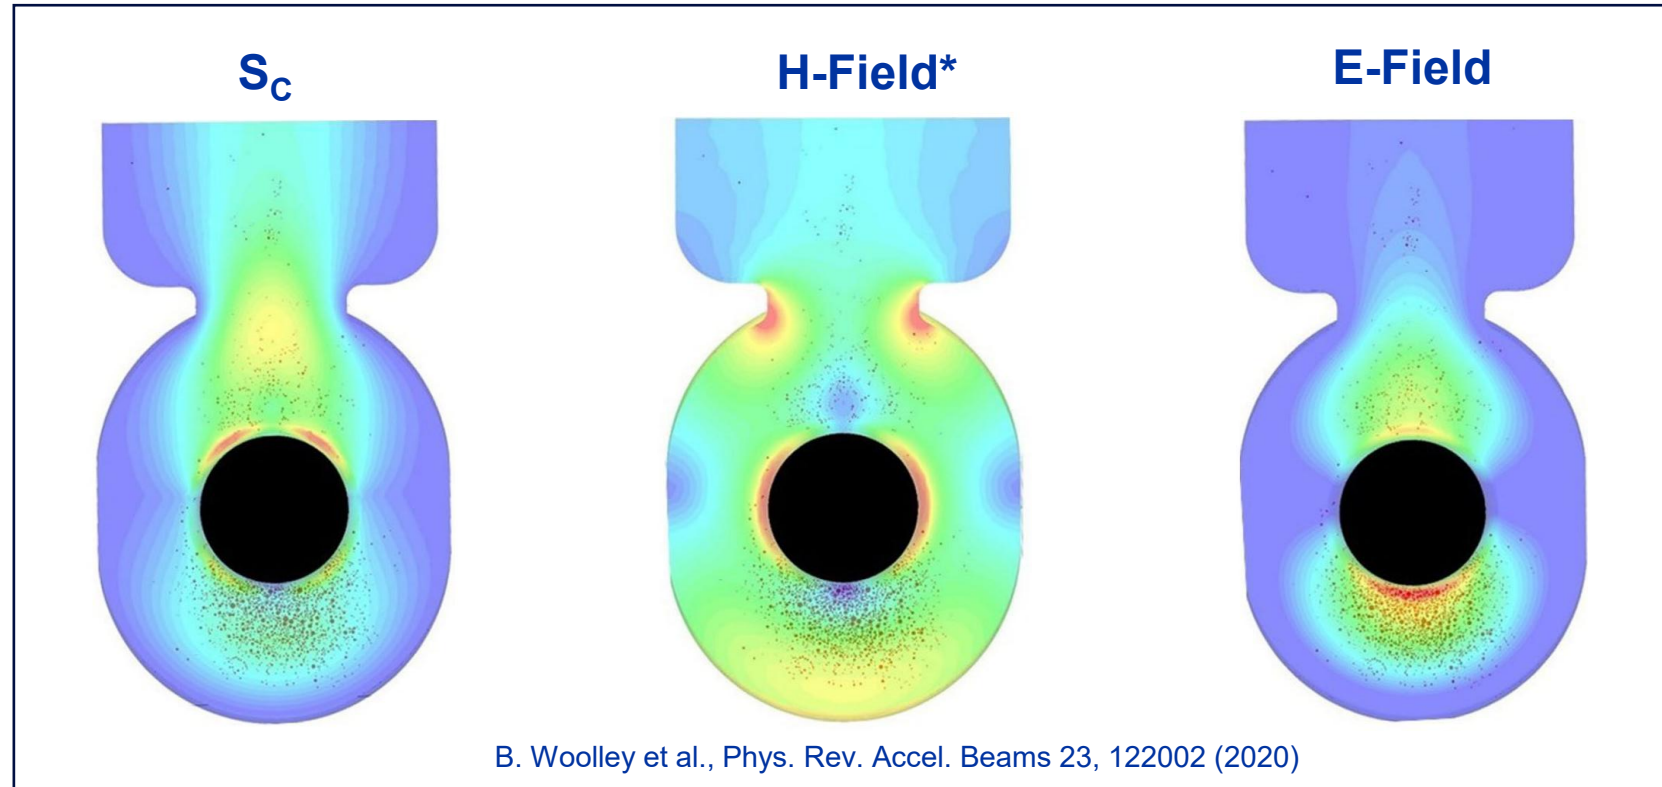 S_C
H-Field*
E-Field
B. Woolley et al., Phys. Rev. Accel. Beams 23, 122002 (2020)